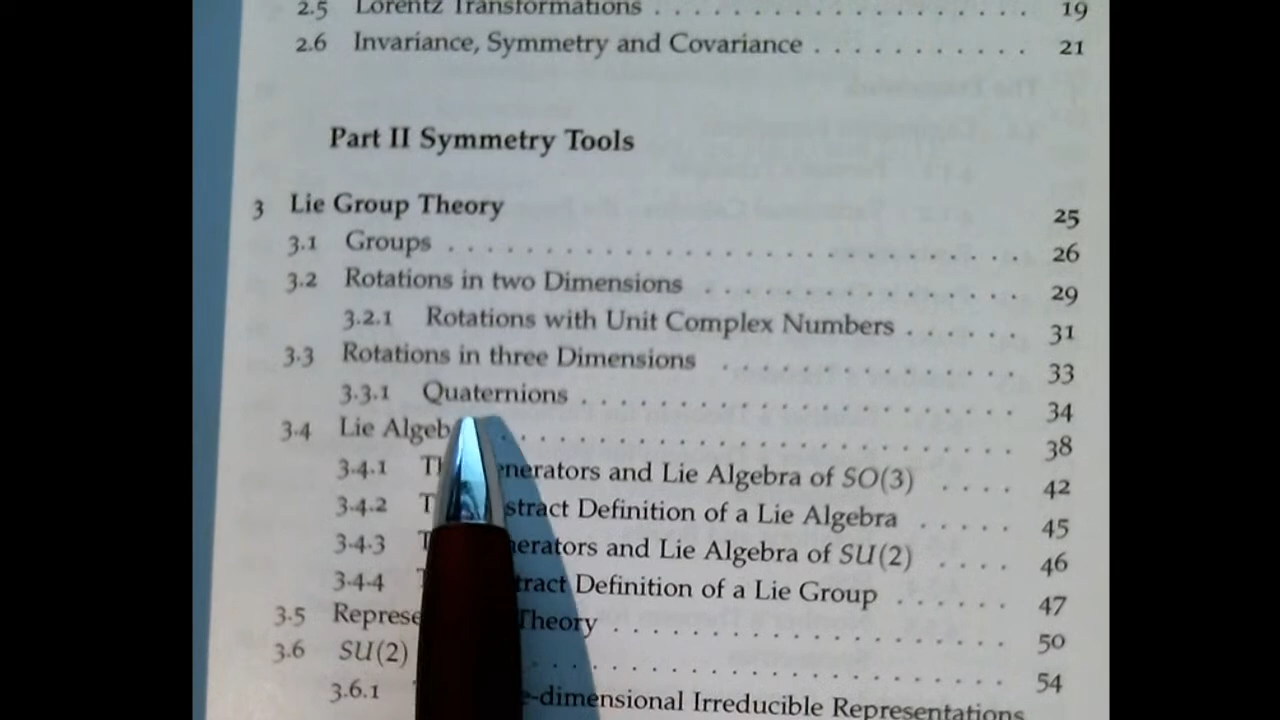 2.5 Lorentz Transformations . . . . . . . . . . . . . . . . . . 19
2.6 Invariance, Symmetry and Covariance . . . . . . . . . . . 21
Part II Symmetry Tools
3 Lie Group Theory 25
3.1 Groups . . . . . . . . . . . . . . . . . . . . . . . . . . . . . 26
3.2 Rotations in two Dimensions . . . . . . . . . . . . . . . 29
3.2.1 Rotations with Unit Complex Numbers . . . . . . 31
3.3 Rotations in three Dimensions . . . . . . . . . . . . . . 33
3.3.1 Quaternions . . . . . . . . . . . . . . . . . . . . . . 34
3.4 Lie Algeb . . . . . . . . . . . . . . . . . . . . . . . . . . 38
3.4.1 nerators and Lie Algebra of SO(3) . . . . 42
3.4.2 stract Definition of a Lie Algebra . . . . . 45
3.4.3 nerators and Lie Algebra of SU(2) . . . . 46
3.4.4 tract Definition of a Lie Group . . . . . . 47
3.5 Represe Theory . . . . . . . . . . . . . . . . . . . . 50
3.6 SU(2) . . . . . . . . . . . . . . . . . . . . . . . . 54
3.6.1 e-dimensional Irreducible Representations